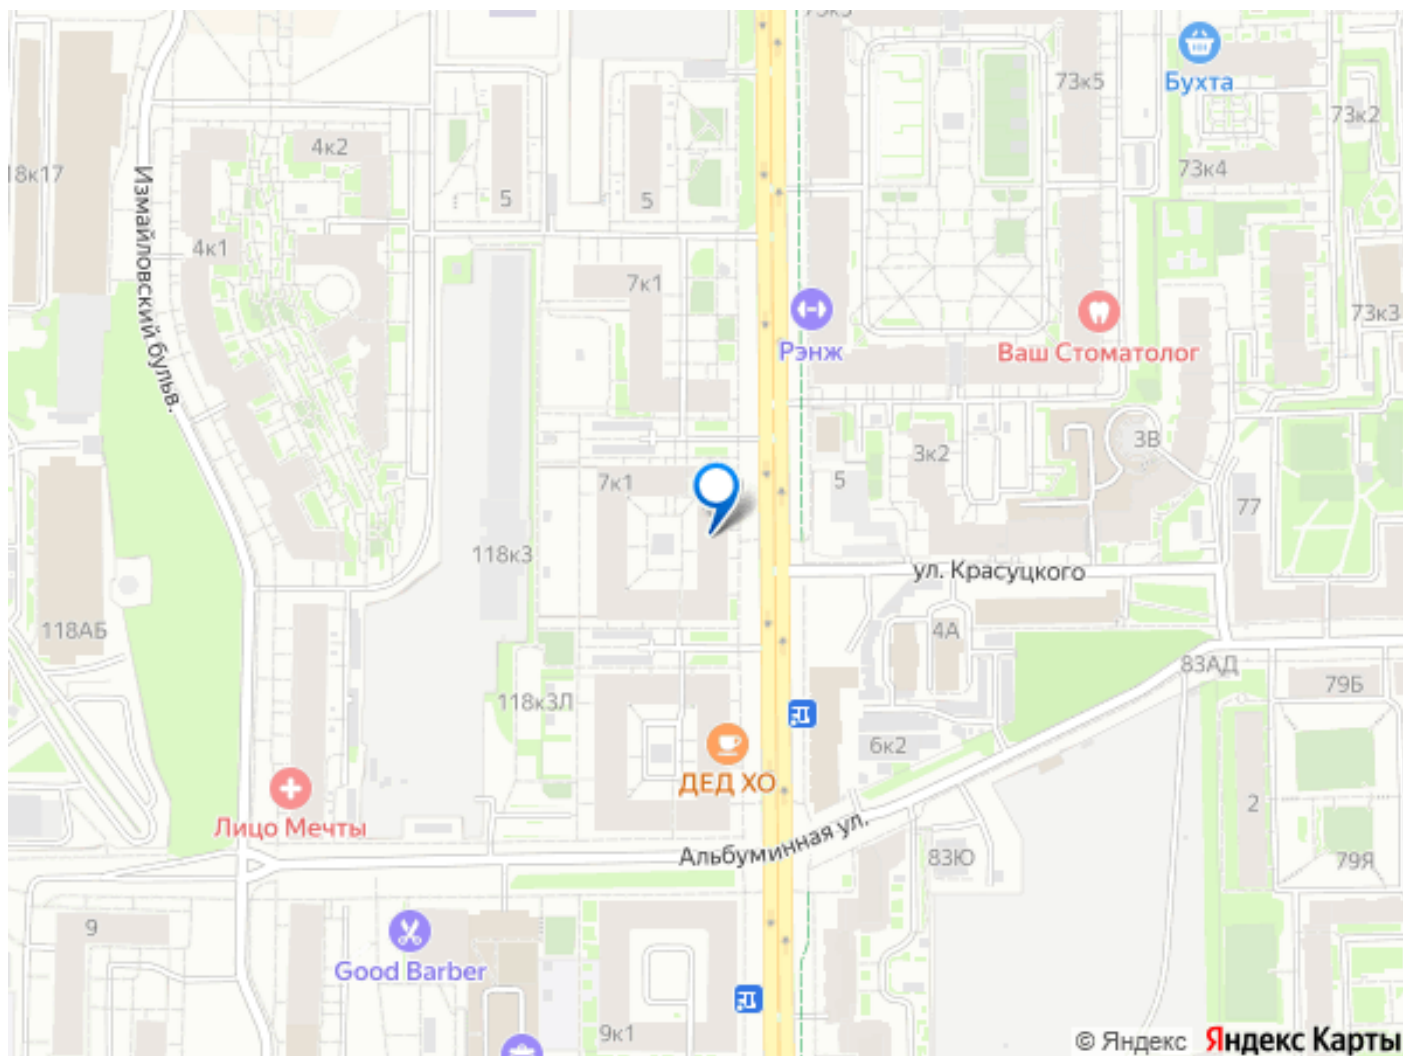 73к5
Бухта
73к2
4к2
73к4
18к17
Измайловский бульв.
5
5
4к1
7к1
73к3
Рэнж
Ваш Стоматолог
3В
3к2
7к1
5
77
118к3
ул. Красуцкого
118АБ
4А
83АД
79Б
118к3Л
6к2
ДЕД ХО
2
Лицо Мечты
Альбуминная ул.
83Ю
79Я
9
Good Barber
9к1
© Яндекс Яндекс Карты